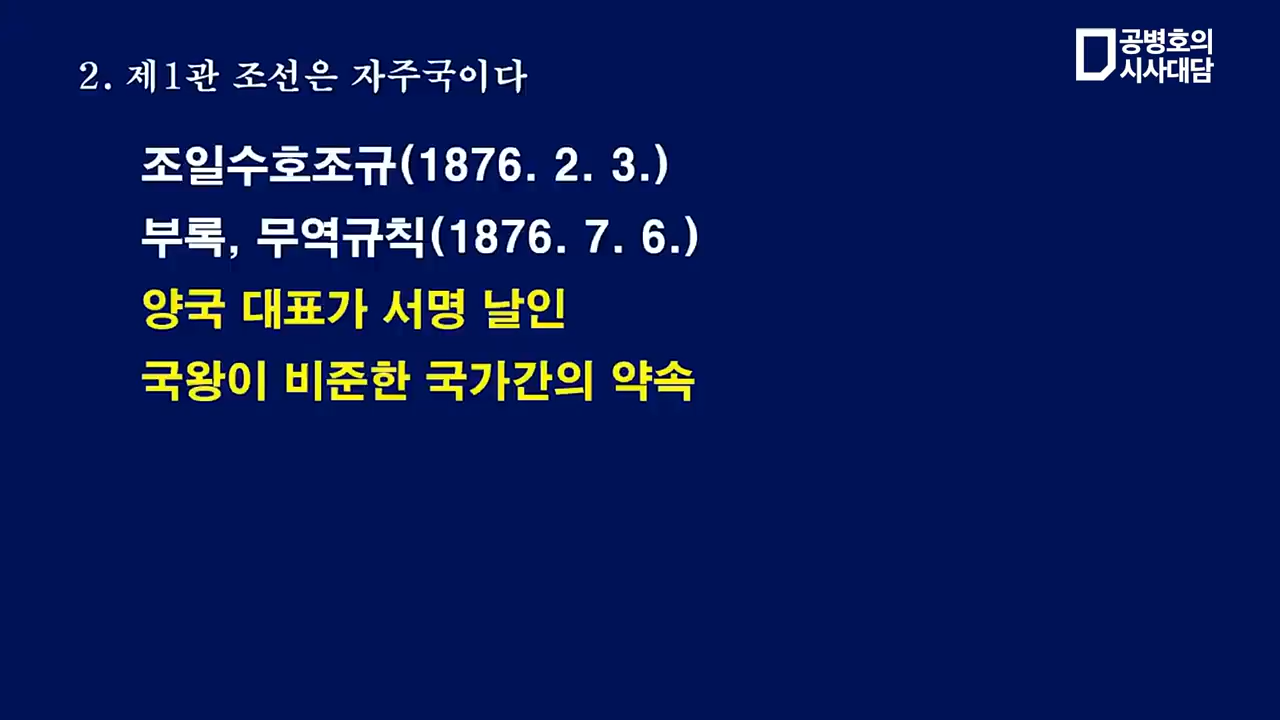 공병호의
시사대담
2. 제1관 조선은 자주국이다
조일수호조규(1876. 2. 3.)
부록, 무역규칙(1876. 7. 6.)
양국 대표가 서명 날인
국왕이 비준한 국가간의 약속